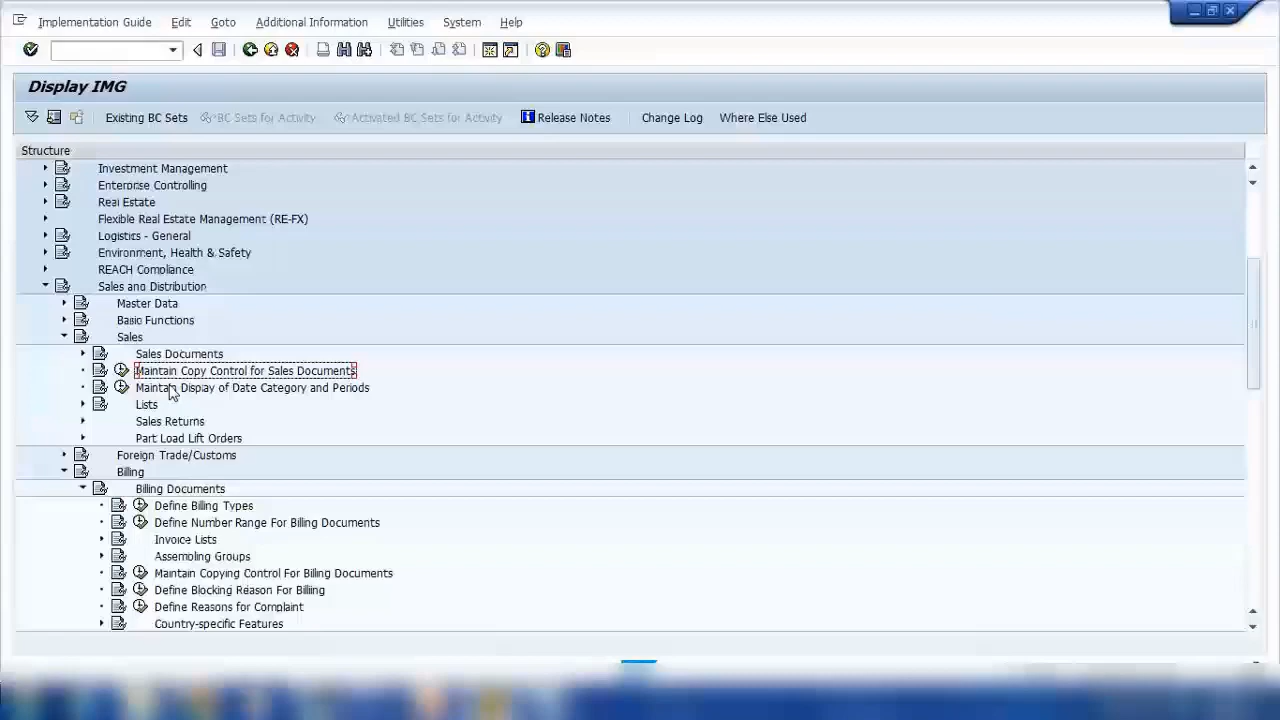 Implementation Guide Edit Goto Additional Information Utilities System Help
Display IMG
Existing BC Sets BC Sets for Activity Activated BC Sets for Activity Release Notes Change Log Where Else Used
Structure
Investment Management
Enterprise Controlling
Real Estate
Flexible Real Estate Management (RE-FX)
Logistics - General
Environment, Health & Safety
REACH Compliance
Sales and Distribution
Master Data
Basic Functions
Sales
Sales Documents
Maintain Copy Control for Sales Documents
Maintain Display of Date Category and Periods
Lists
Sales Returns
Part Load Lift Orders
Foreign Trade/Customs
Billing
Billing Documents
Define Billing Types
Define Number Range For Billing Documents
Invoice Lists
Assembling Groups
Maintain Copying Control For Billing Documents
Define Blocking Reason For Billing
Define Reasons for Complaint
Country-specific Features